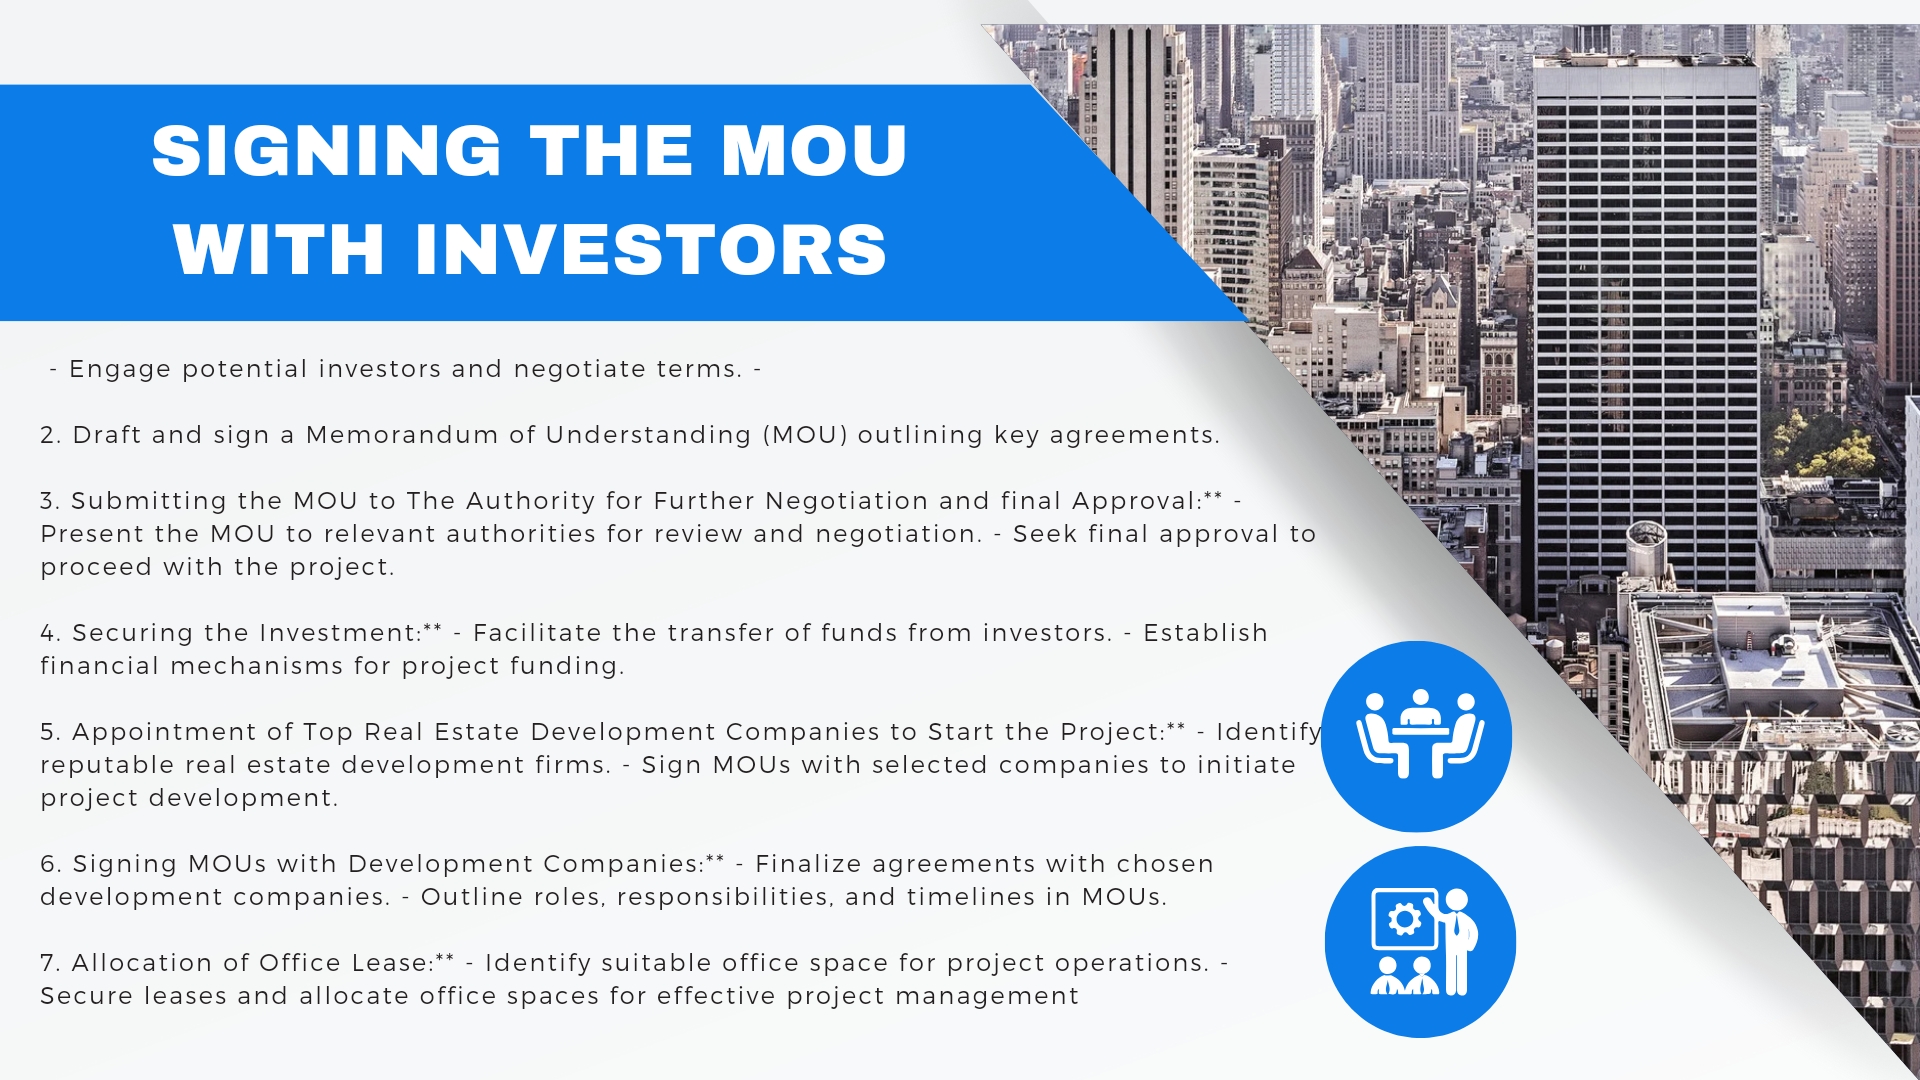 SIGNING THE MOU
WITH INVESTORS
- Engage potential investors and negotiate terms. -
2. Draft and sign a Memorandum of Understanding (MOU) outlining key agreements.
3. Submitting the MOU to The Authority for Further Negotiation and final Approval:** -
Present the MOU to relevant authorities for review and negotiation. - Seek final approval to
proceed with the project.
4. Securing the Investment:** - Facilitate the transfer of funds from investors. - Establish
financial mechanisms for project funding.
5. Appointment of Top Real Estate Development Companies to Start the Project:** - Identify
reputable real estate development firms. - Sign MOUs with selected companies to initiate
project development.
6. Signing MOUs with Development Companies:** - Finalize agreements with chosen
development companies. - Outline roles, responsibilities, and timelines in MOUs.
7. Allocation of Office Lease:** - Identify suitable office space for project operations. -
Secure leases and allocate office spaces for effective project management